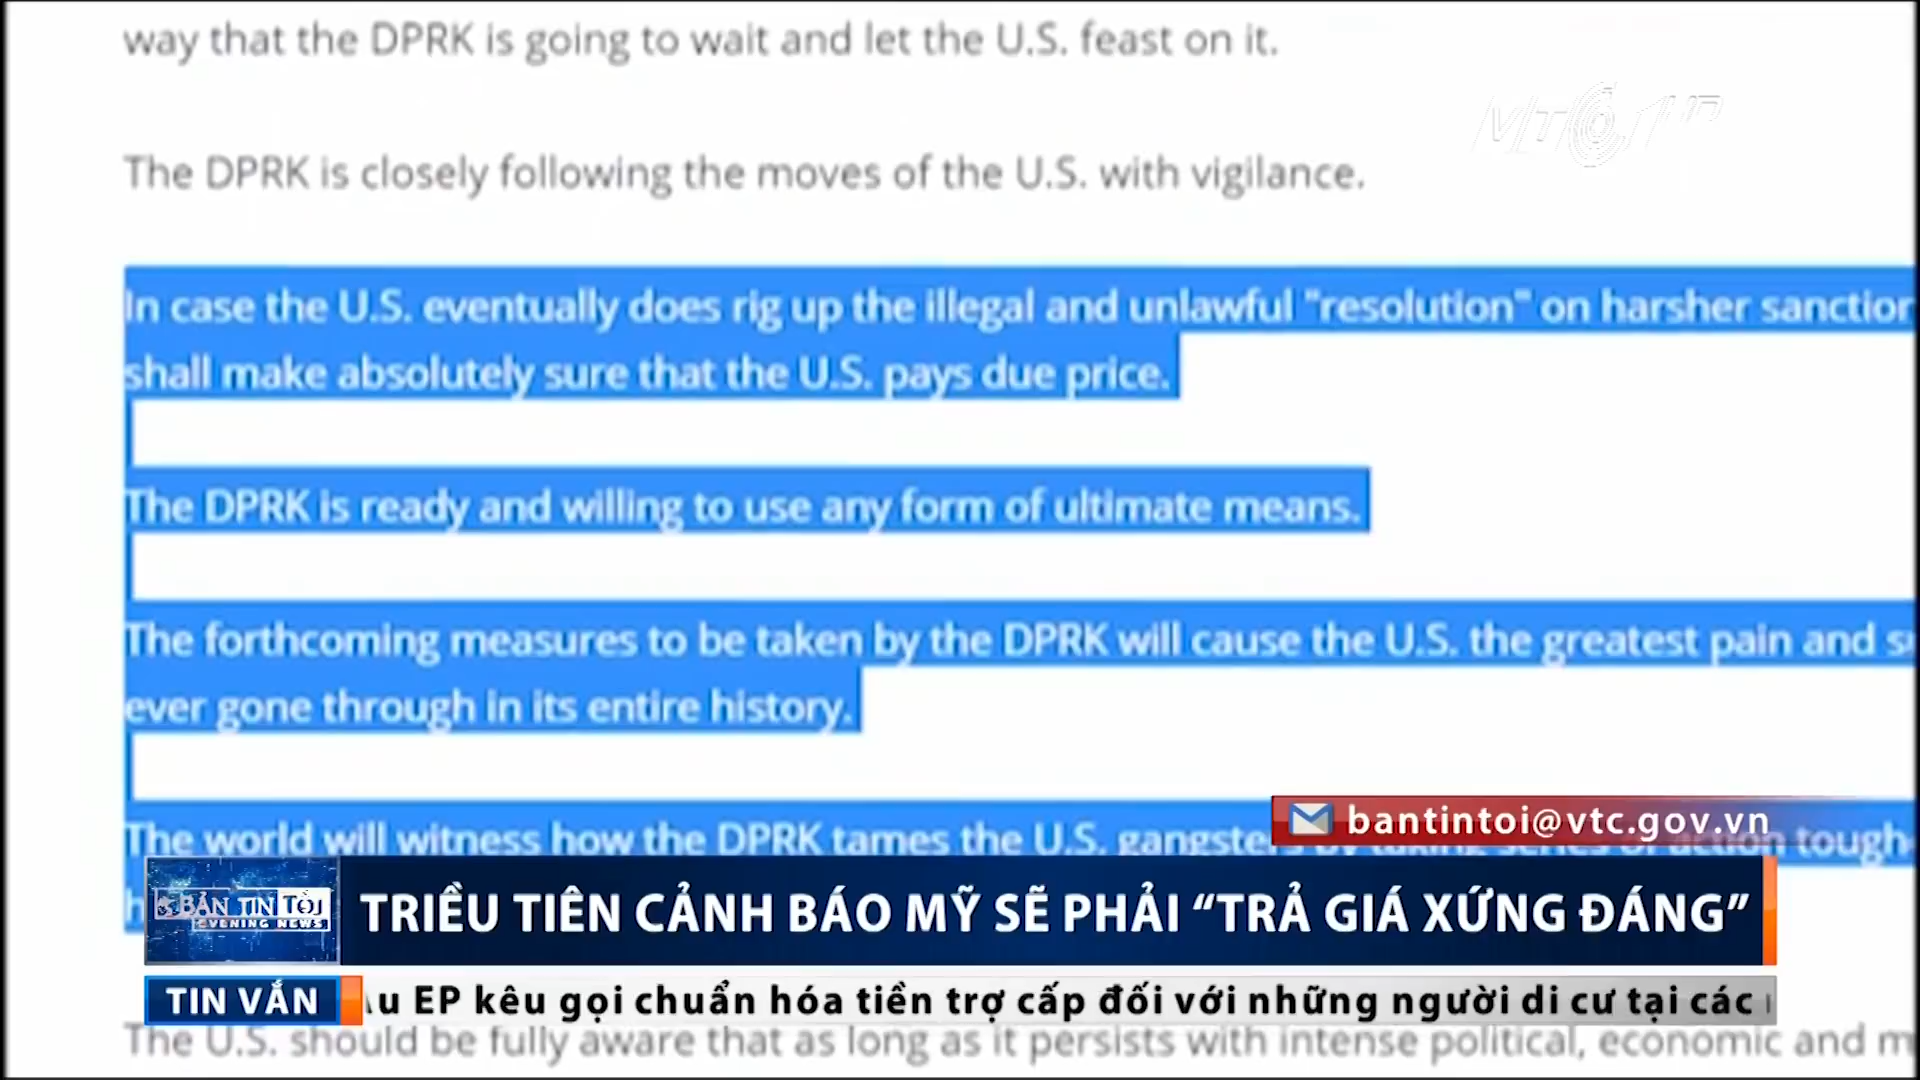 way that the DPRK is going to wait and let the U.S. feast on it.
The DPRK is closely following the moves of the U.S. with vigilance.
In case the U.S. eventually does rig up the illegal and unlawful "resolution" on harsher
shall make absolutely sure that the U.S. pays due price.
The DPRK is ready and willing to use any form of ultimate means.
The forthcoming measures to be taken by the DPRK will cause the U.S. the greatest pain and
ever gone through in its entire history.
bantintoi@vtc.gov.vn
The world will witness how the DPRK tames the U.S. by taking series of action
BẢN TIN TỐI
EVENING NEWS
TRIỀU TIÊN CẢNH BÁO MỸ SẼ PHẢI “TRẢ GIÁ XỨNG ĐÁNG”
TIN VẮN
EP kêu gọi chuẩn hóa tiền trợ cấp đối với những người di cư tại các
The U.S. should be fully aware that as long as it persists with intense political, economic and